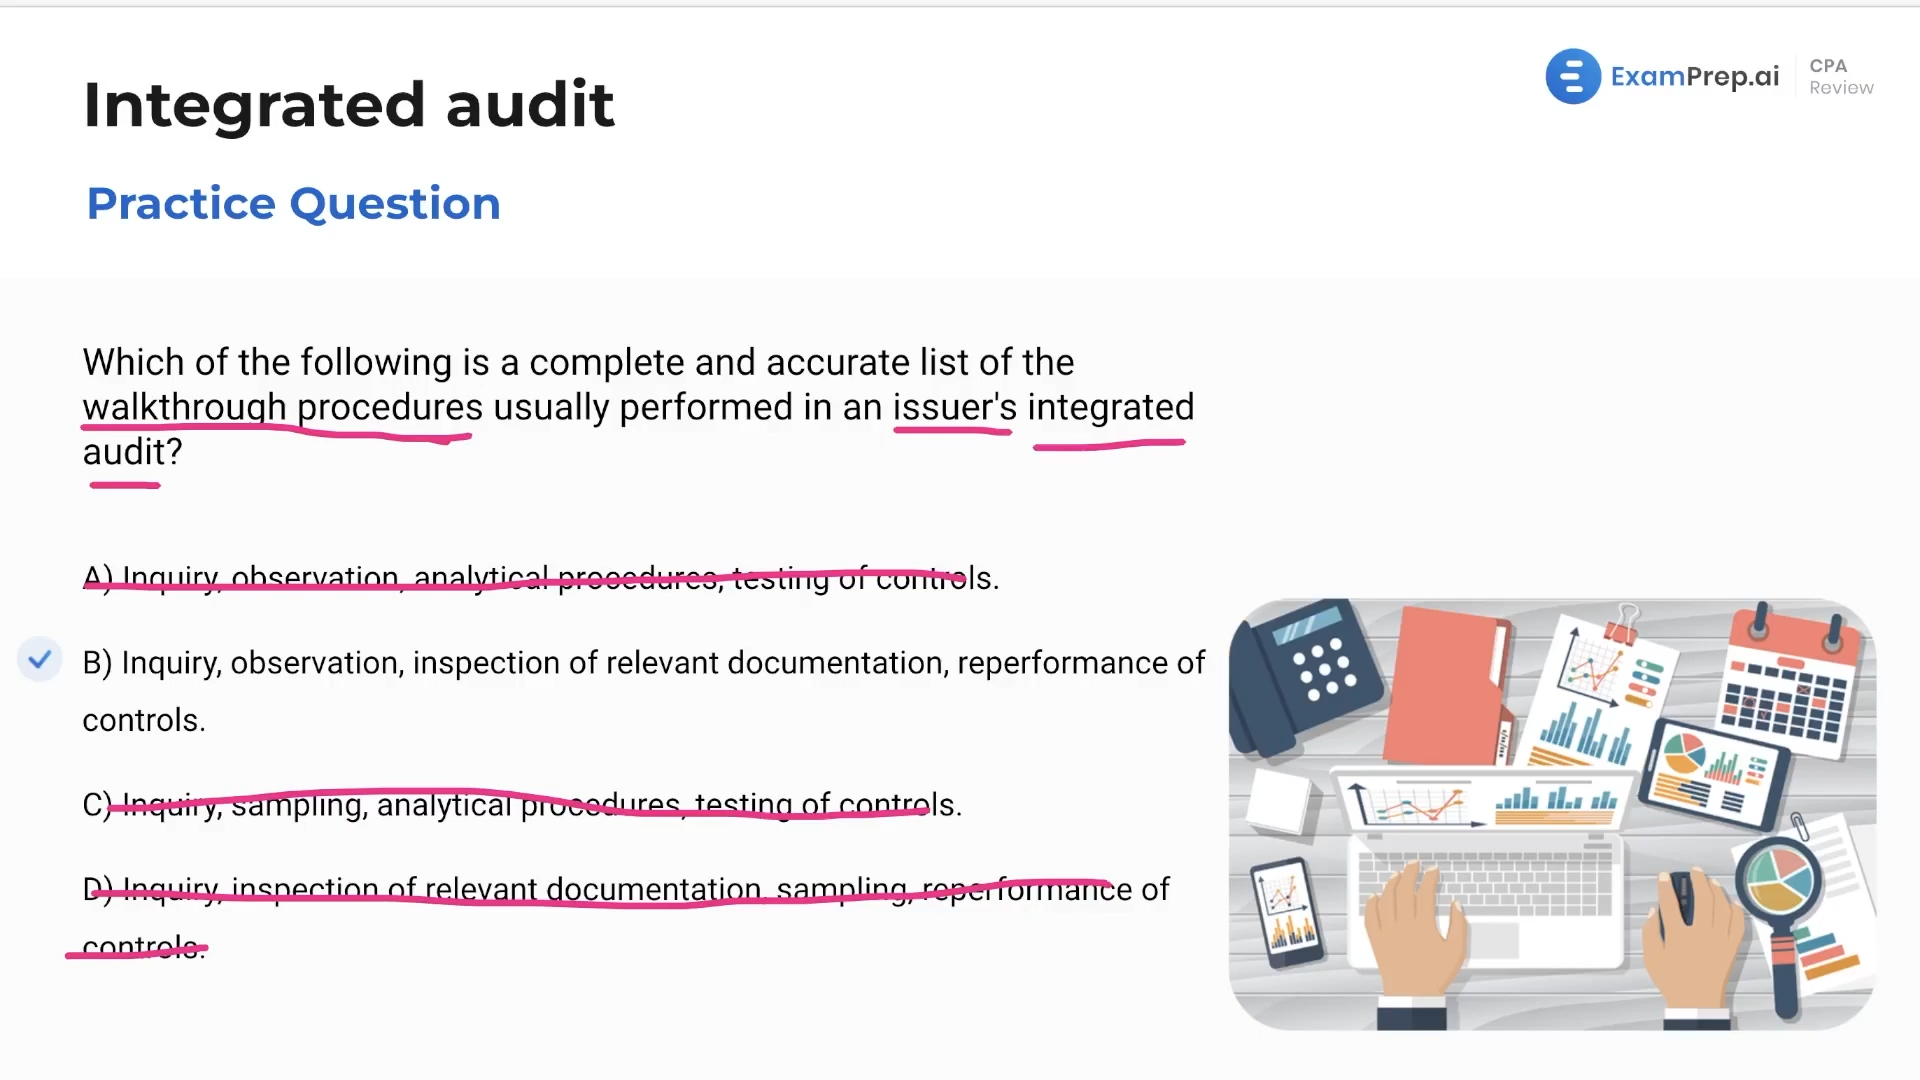 Integrated audit
ExamPrep.ai
CPA
Review
Practice Question
Which of the following is a complete and accurate list of the
walkthrough procedures usually performed in an issuer's integrated
audit?
A) Inquiry, observation, analytical procedures, testing of controls.
B) Inquiry, observation, inspection of relevant documentation, reperformance of
controls.
C) Inquiry, sampling, analytical procedures, testing of controls.
D) Inquiry, inspection of relevant documentation, sampling, reperformance of
controls.